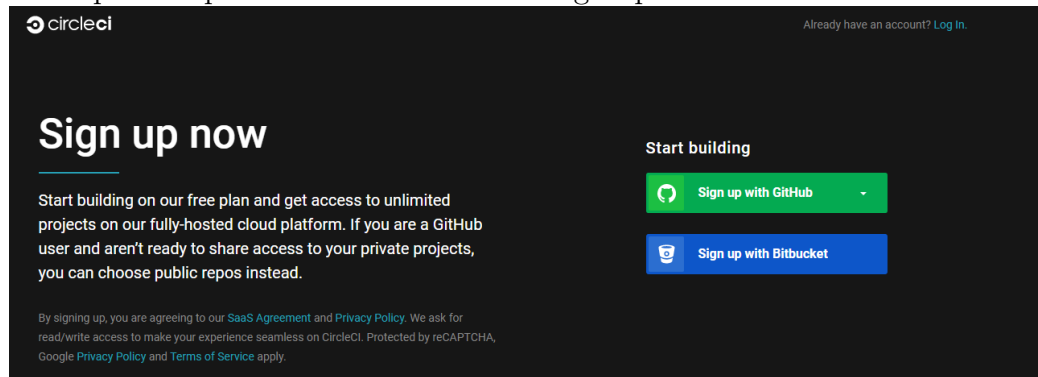 circleci
Already have an account? Log In.
Sign up now
Start building on our free plan and get access to unlimited
projects on our fully-hosted cloud platform. If you are a GitHub
user and aren't ready to share access to your private projects,
you can choose public repos instead.
By signing up, you are agreeing to our SaaS Agreement and Privacy Policy. We ask for
read/write access to make your experience seamless on CircleCI. Protected by reCAPTCHA,
Google Privacy Policy and Terms of Service apply.
Start building
Sign up with GitHub
Sign up with Bitbucket